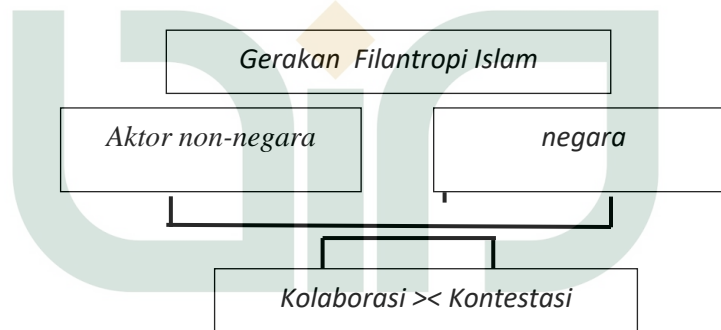 Gerakan Filantropi Islam
Aktor non-negara
negara
Kolaborasi >< Kontestasi